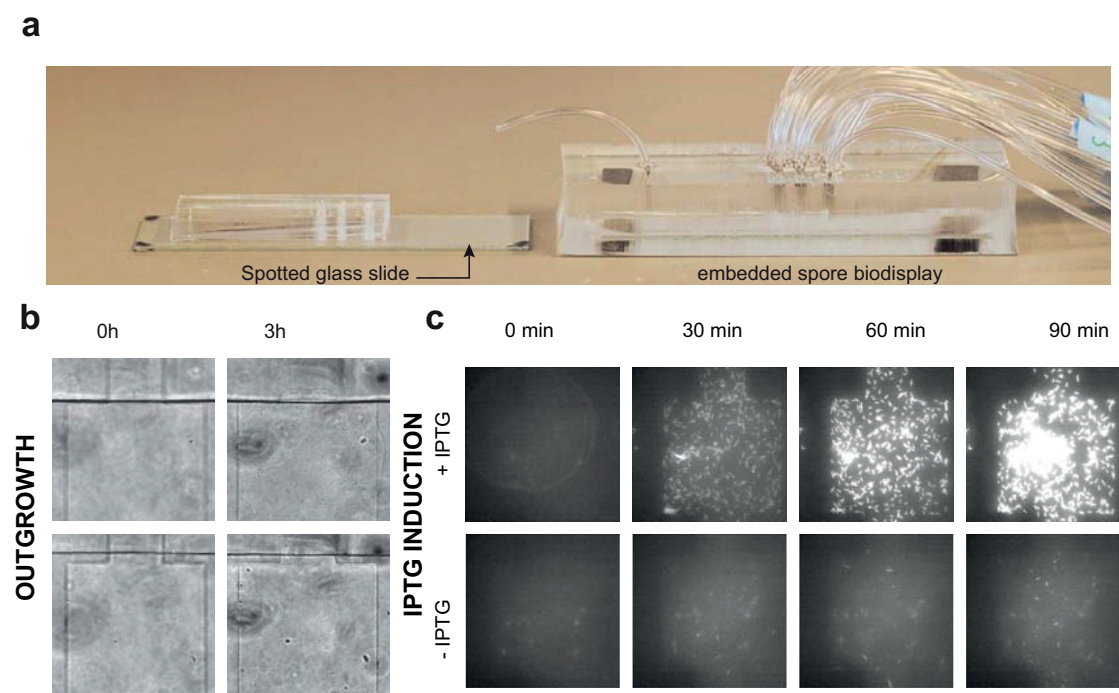 a
Spotted glass slide
embedded spore biodisplay
b
0h
3h
OUTGROWTH
c
0 min
30 min
60 min
90 min
IPTG INDUCTION
+ IPTG
- IPTG
3